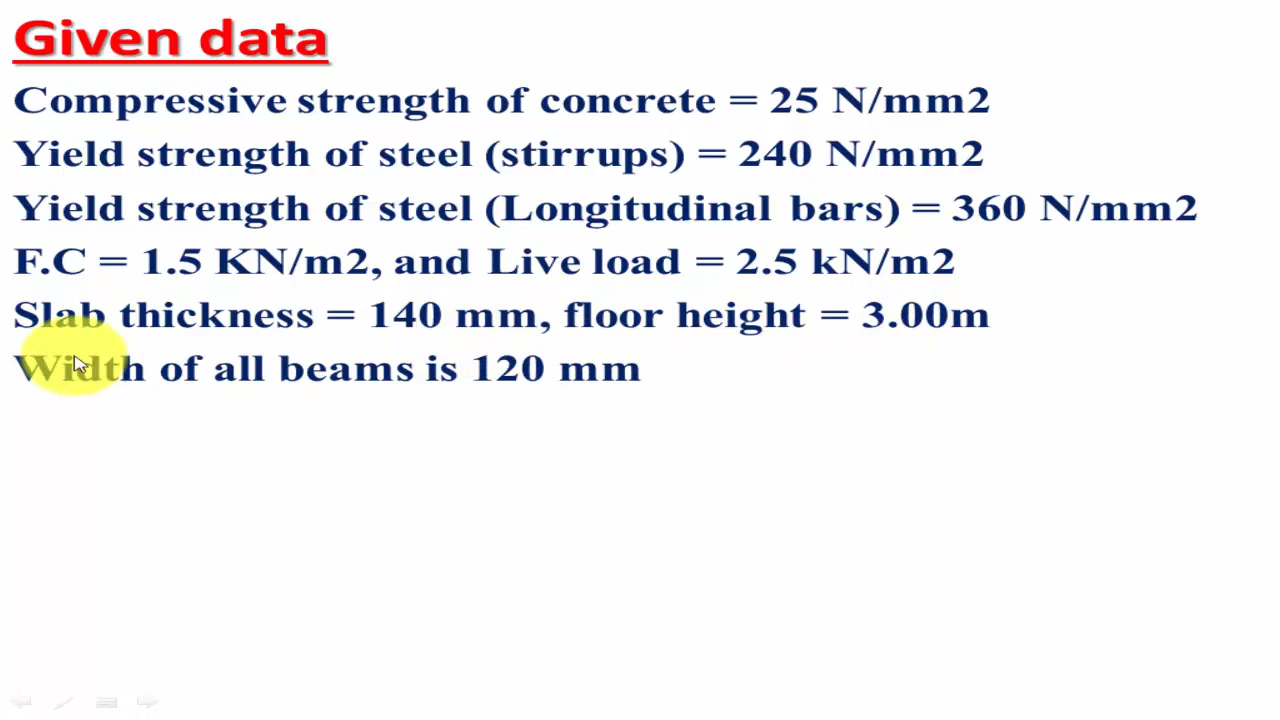 Given data
Compressive strength of concrete = 25 N/mm2
Yield strength of steel (stirrups) = 240 N/mm2
Yield strength of steel (Longitudinal bars) = 360 N/mm2
F.C = 1.5 KN/m2, and Live load = 2.5 kN/m2
Slab thickness = 140 mm, floor height = 3.00m
Width of all beams is 120 mm